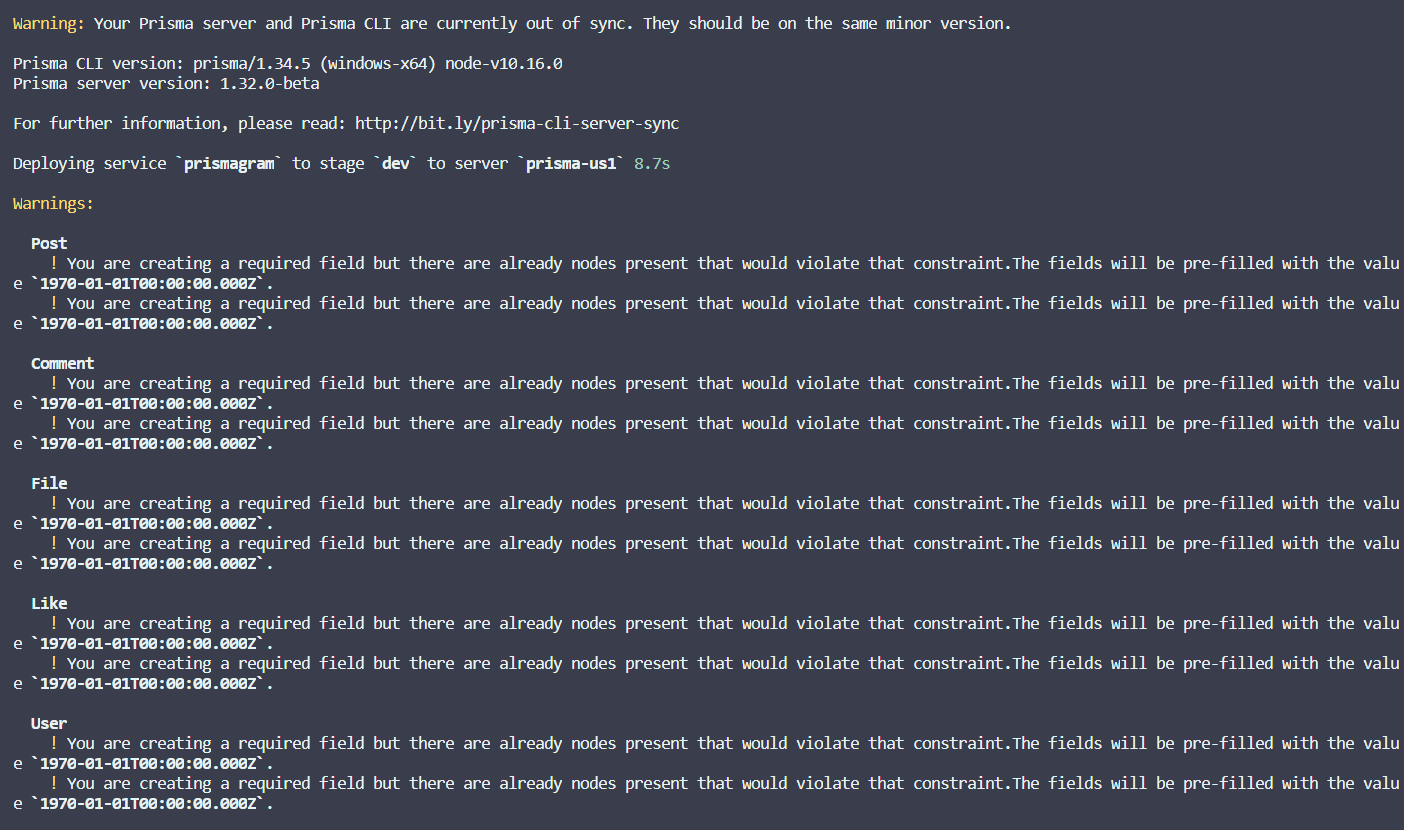 Warning: Your Prisma server and Prisma CLI are currently out of sync. They should be on the same minor version.
Prisma CLI version: prisma/1.34.5 (windows-x64) node-v10.16.0
Prisma server version: 1.32.0-beta
For further information, please read: http://bit.ly/prisma-cli-server-sync
Deploying service `prismagram` to stage `dev` to server `prisma-us1` 8.7s
Warnings:
Post
! You are creating a required field but there are already nodes present that would violate that constraint.The fields will be pre-filled with the valu
e `1970-01-01T00:00:00.000Z`.
! You are creating a required field but there are already nodes present that would violate that constraint.The fields will be pre-filled with the valu
e `1970-01-01T00:00:00.000Z`.
Comment
! You are creating a required field but there are already nodes present that would violate that constraint.The fields will be pre-filled with the valu
e `1970-01-01T00:00:00.000Z`.
! You are creating a required field but there are already nodes present that would violate that constraint.The fields will be pre-filled with the valu
e `1970-01-01T00:00:00.000Z`.
File
! You are creating a required field but there are already nodes present that would violate that constraint.The fields will be pre-filled with the valu
e `1970-01-01T00:00:00.000Z`.
! You are creating a required field but there are already nodes present that would violate that constraint.The fields will be pre-filled with the valu
e `1970-01-01T00:00:00.000Z`.
Like
! You are creating a required field but there are already nodes present that would violate that constraint.The fields will be pre-filled with the valu
e `1970-01-01T00:00:00.000Z`.
! You are creating a required field but there are already nodes present that would violate that constraint.The fields will be pre-filled with the valu
e `1970-01-01T00:00:00.000Z`.
User
! You are creating a required field but there are already nodes present that would violate that constraint.The fields will be pre-filled with the valu
e `1970-01-01T00:00:00.000Z`.
! You are creating a required field but there are already nodes present that would violate that constraint.The fields will be pre-filled with the valu
e `1970-01-01T00:00:00.000Z`.